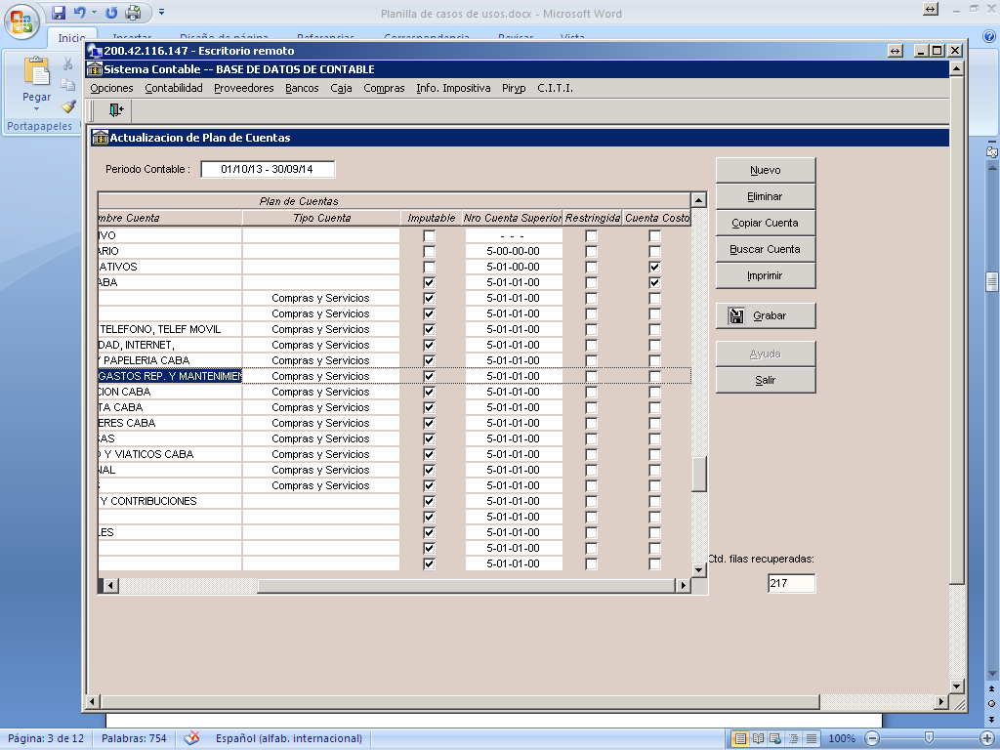 Planilla de casos de usos.docx - Microsoft Word
Inicio
Insertar
Diseño de página
Referencias
Correspondencia
Revisar
Vista
Pegar
Portapapeles
200.42.116.147 - Escritorio remoto
Sistema Contable -- BASE DE DATOS DE CONTABLE
Opciones Contabilidad Proveedores Bancos Caja Compras Info. Impositiva Piryp C.I.T.I.
Actualizacion de Plan de Cuentas
Periodo Contable : 01/10/13 - 30/09/14
Plan de Cuentas
mbre Cuenta Tipo Cuenta Imputable Nro Cuenta Superior Restringida Cuenta Costo
IVO - - -
ARIO 5-00-00-00
ATIVOS 5-01-00-00
ABA 5-01-01-00
Compras y Servicios 5-01-01-00
Compras y Servicios 5-01-01-00
TELEFONO, TELEF MOVIL Compras y Servicios 5-01-01-00
DAD, INTERNET, Compras y Servicios 5-01-01-00
Y PAPELERIA CABA Compras y Servicios 5-01-01-00
GASTOS REP. Y MANTENIMIEN Compras y Servicios 5-01-01-00
CION CABA Compras y Servicios 5-01-01-00
TA CABA Compras y Servicios 5-01-01-00
ERES CABA Compras y Servicios 5-01-01-00
SAS Compras y Servicios 5-01-01-00
O Y VIATICOS CABA Compras y Servicios 5-01-01-00
NAL Compras y Servicios 5-01-01-00
Compras y Servicios 5-01-01-00
Y CONTRIBUCIONES 5-01-01-00
5-01-01-00
LES 5-01-01-00
5-01-01-00
5-01-01-00
Nuevo
Eliminar
Copiar Cuenta
Buscar Cuenta
Imprimir
Grabar
Ayuda
Salir
Ctd. filas recuperadas:
217
Página: 3 de 12 Palabras: 754 Español (alfab. internacional) 100%